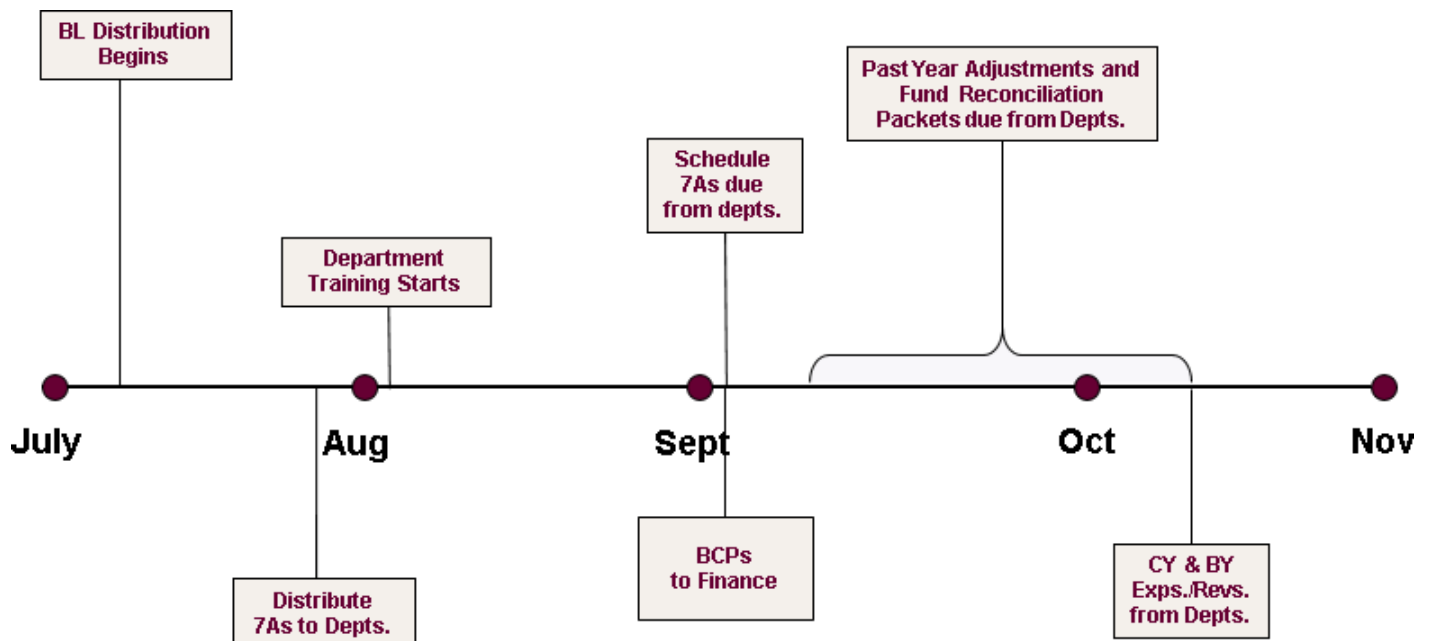 BL Distribution
Begins
Past Year Adjustments and
Fund Reconciliation
Packets due from Depts.
Schedule
7As due
from depts.
Department
Training Starts
July
Aug
Sept
Oct
Nov
BCPs
to Finance
CY & BY
Exps./Revs.
from Depts.
Distribute
7As to Depts.